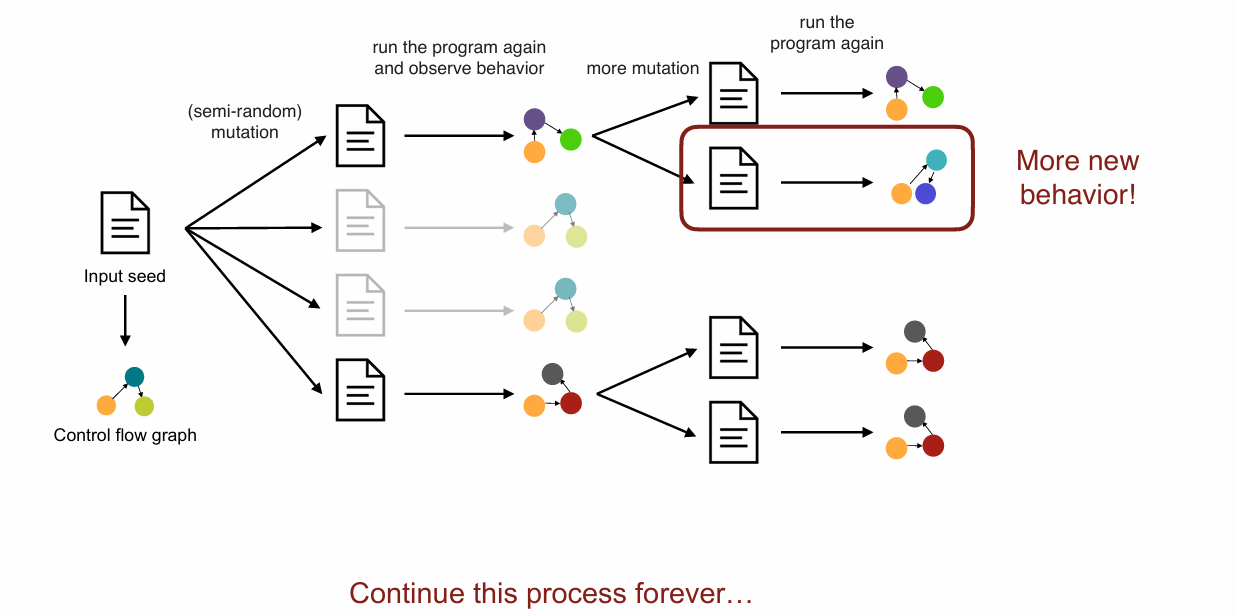 run the
program again
run the program again
and observe behavior
more mutation
(semi-random)
mutation
More new
behavior!
Input seed
Control flow graph
Continue this process forever…